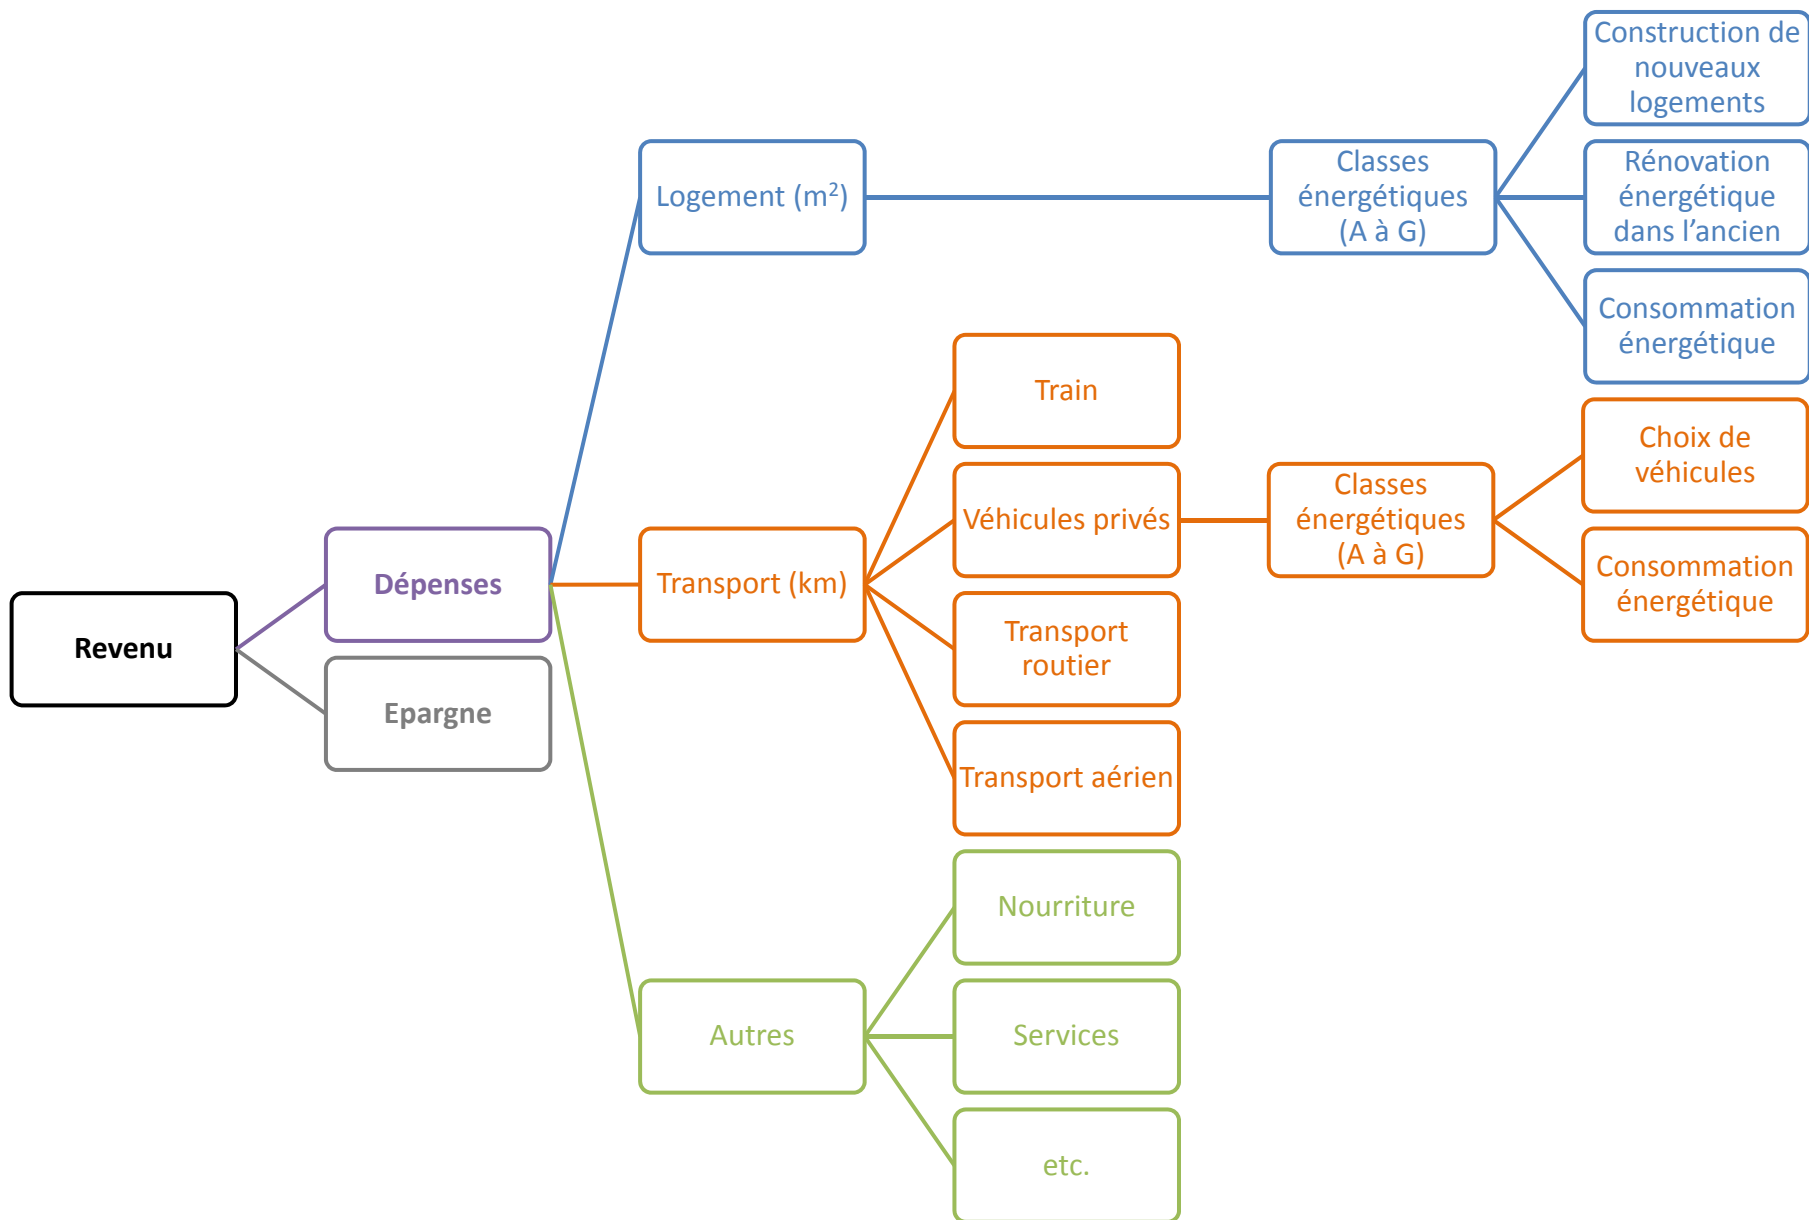 Construction de
nouveaux
logements
Logement (m²)
Classes
énergétiques
(A à G)
Rénovation
énergétique
dans l'ancien
Consommation
énergétique
Train
Choix de
véhicules
Véhicules privés
Classes
énergétiques
(A à G)
Dépenses
Transport (km)
Consommation
énergétique
Revenu
Transport
routier
Epargne
Transport aérien
Nourriture
Autres
Services
etc.